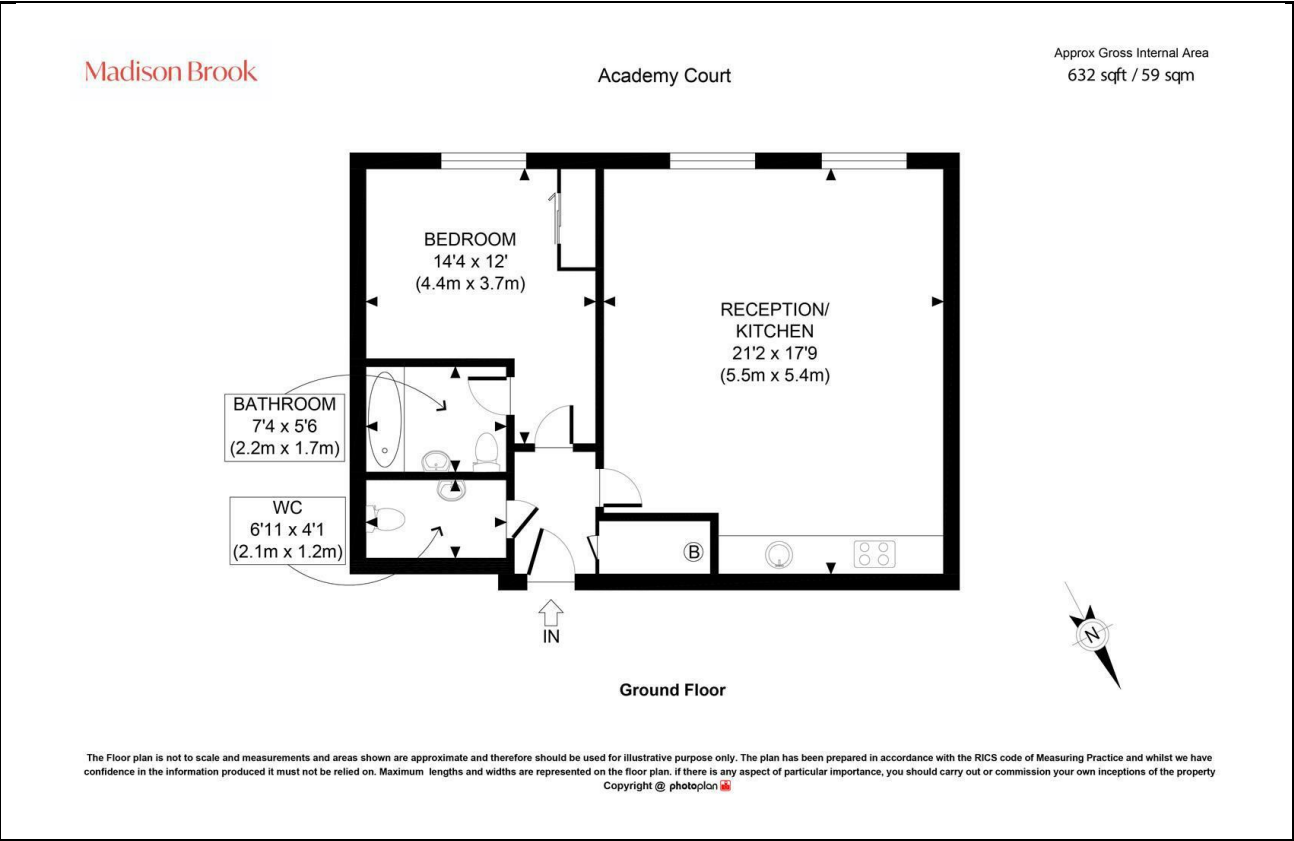 Madison Brook
Academy Court
Approx Gross Internal Area
632 sqft / 59 sqm
BEDROOM
14'4 x 12'
(4.4m x 3.7m)
RECEPTION/
KITCHEN
21'2 x 17'9
(5.5m x 5.4m)
BATHROOM
7'4 x 5'6
(2.2m x 1.7m)
WC
6'11 x 4'1
(2.1m x 1.2m)
B
IN
N
Ground Floor
The Floor plan is not to scale and measurements and areas shown are approximate and therefore should be used for illustrative purpose only. The plan has been prepared in accordance with the RICS code of Measuring Practice and whilst we have
confidence in the information produced it must not be relied on. Maximum lengths and widths are represented on the floor plan. if there is any aspect of particular importance, you should carry out or commission your own inceptions of the property
Copyright @ photoplan